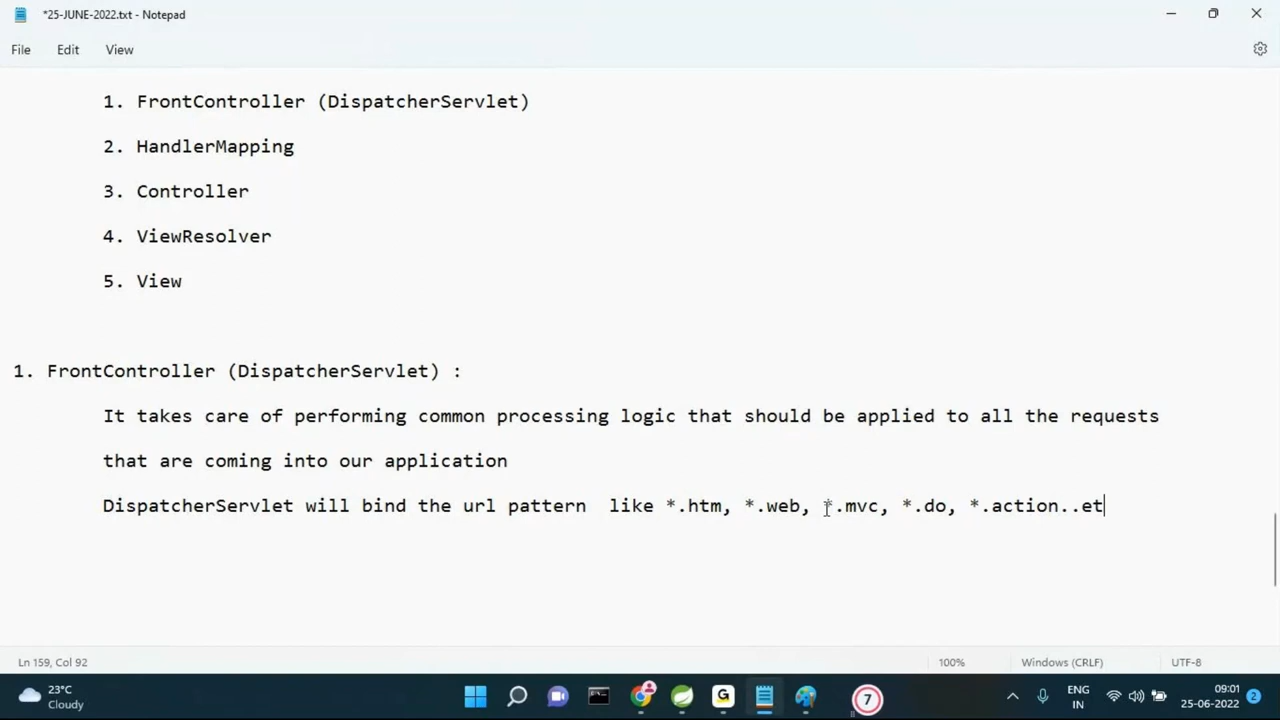 *25-JUNE-2022.txt - Notepad
File Edit View
1. FrontController (DispatcherServlet)
2. HandlerMapping
3. Controller
4. ViewResolver
5. View
1. FrontController (DispatcherServlet) :
It takes care of performing common processing logic that should be applied to all the requests
that are coming into our application
DispatcherServlet will bind the url pattern  like *.htm, *.web, *.mvc, *.do, *.action..et
Ln 159, Col 92 100% Windows (CRLF) UTF-8
23°C
Cloudy
G
7
ENG
IN
09:01
25-06-2022
2